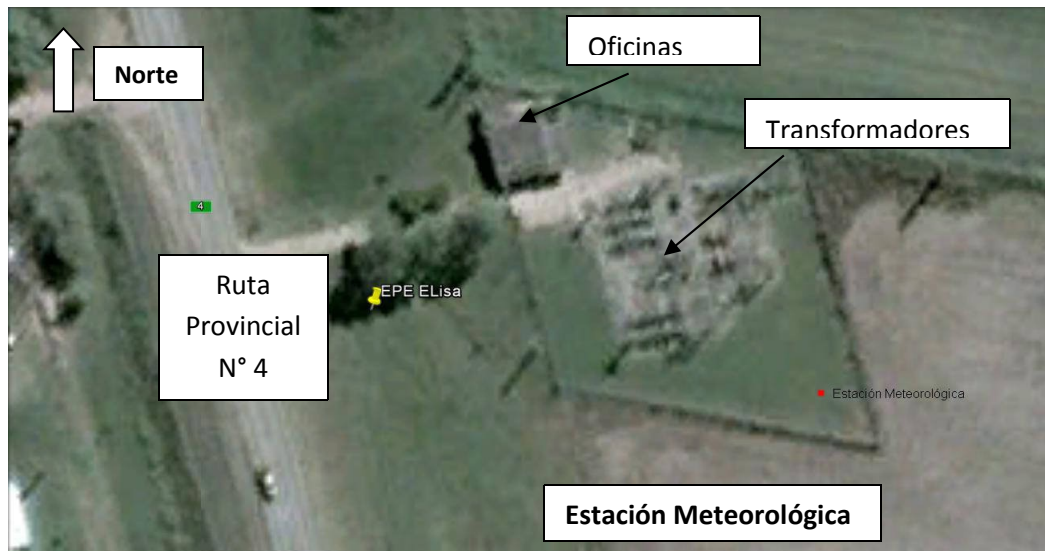 Oficinas
Norte
Transformadores
4
Ruta
Provincial
N° 4
EPE ELisa
Estación Meteorológica
Estación Meteorológica